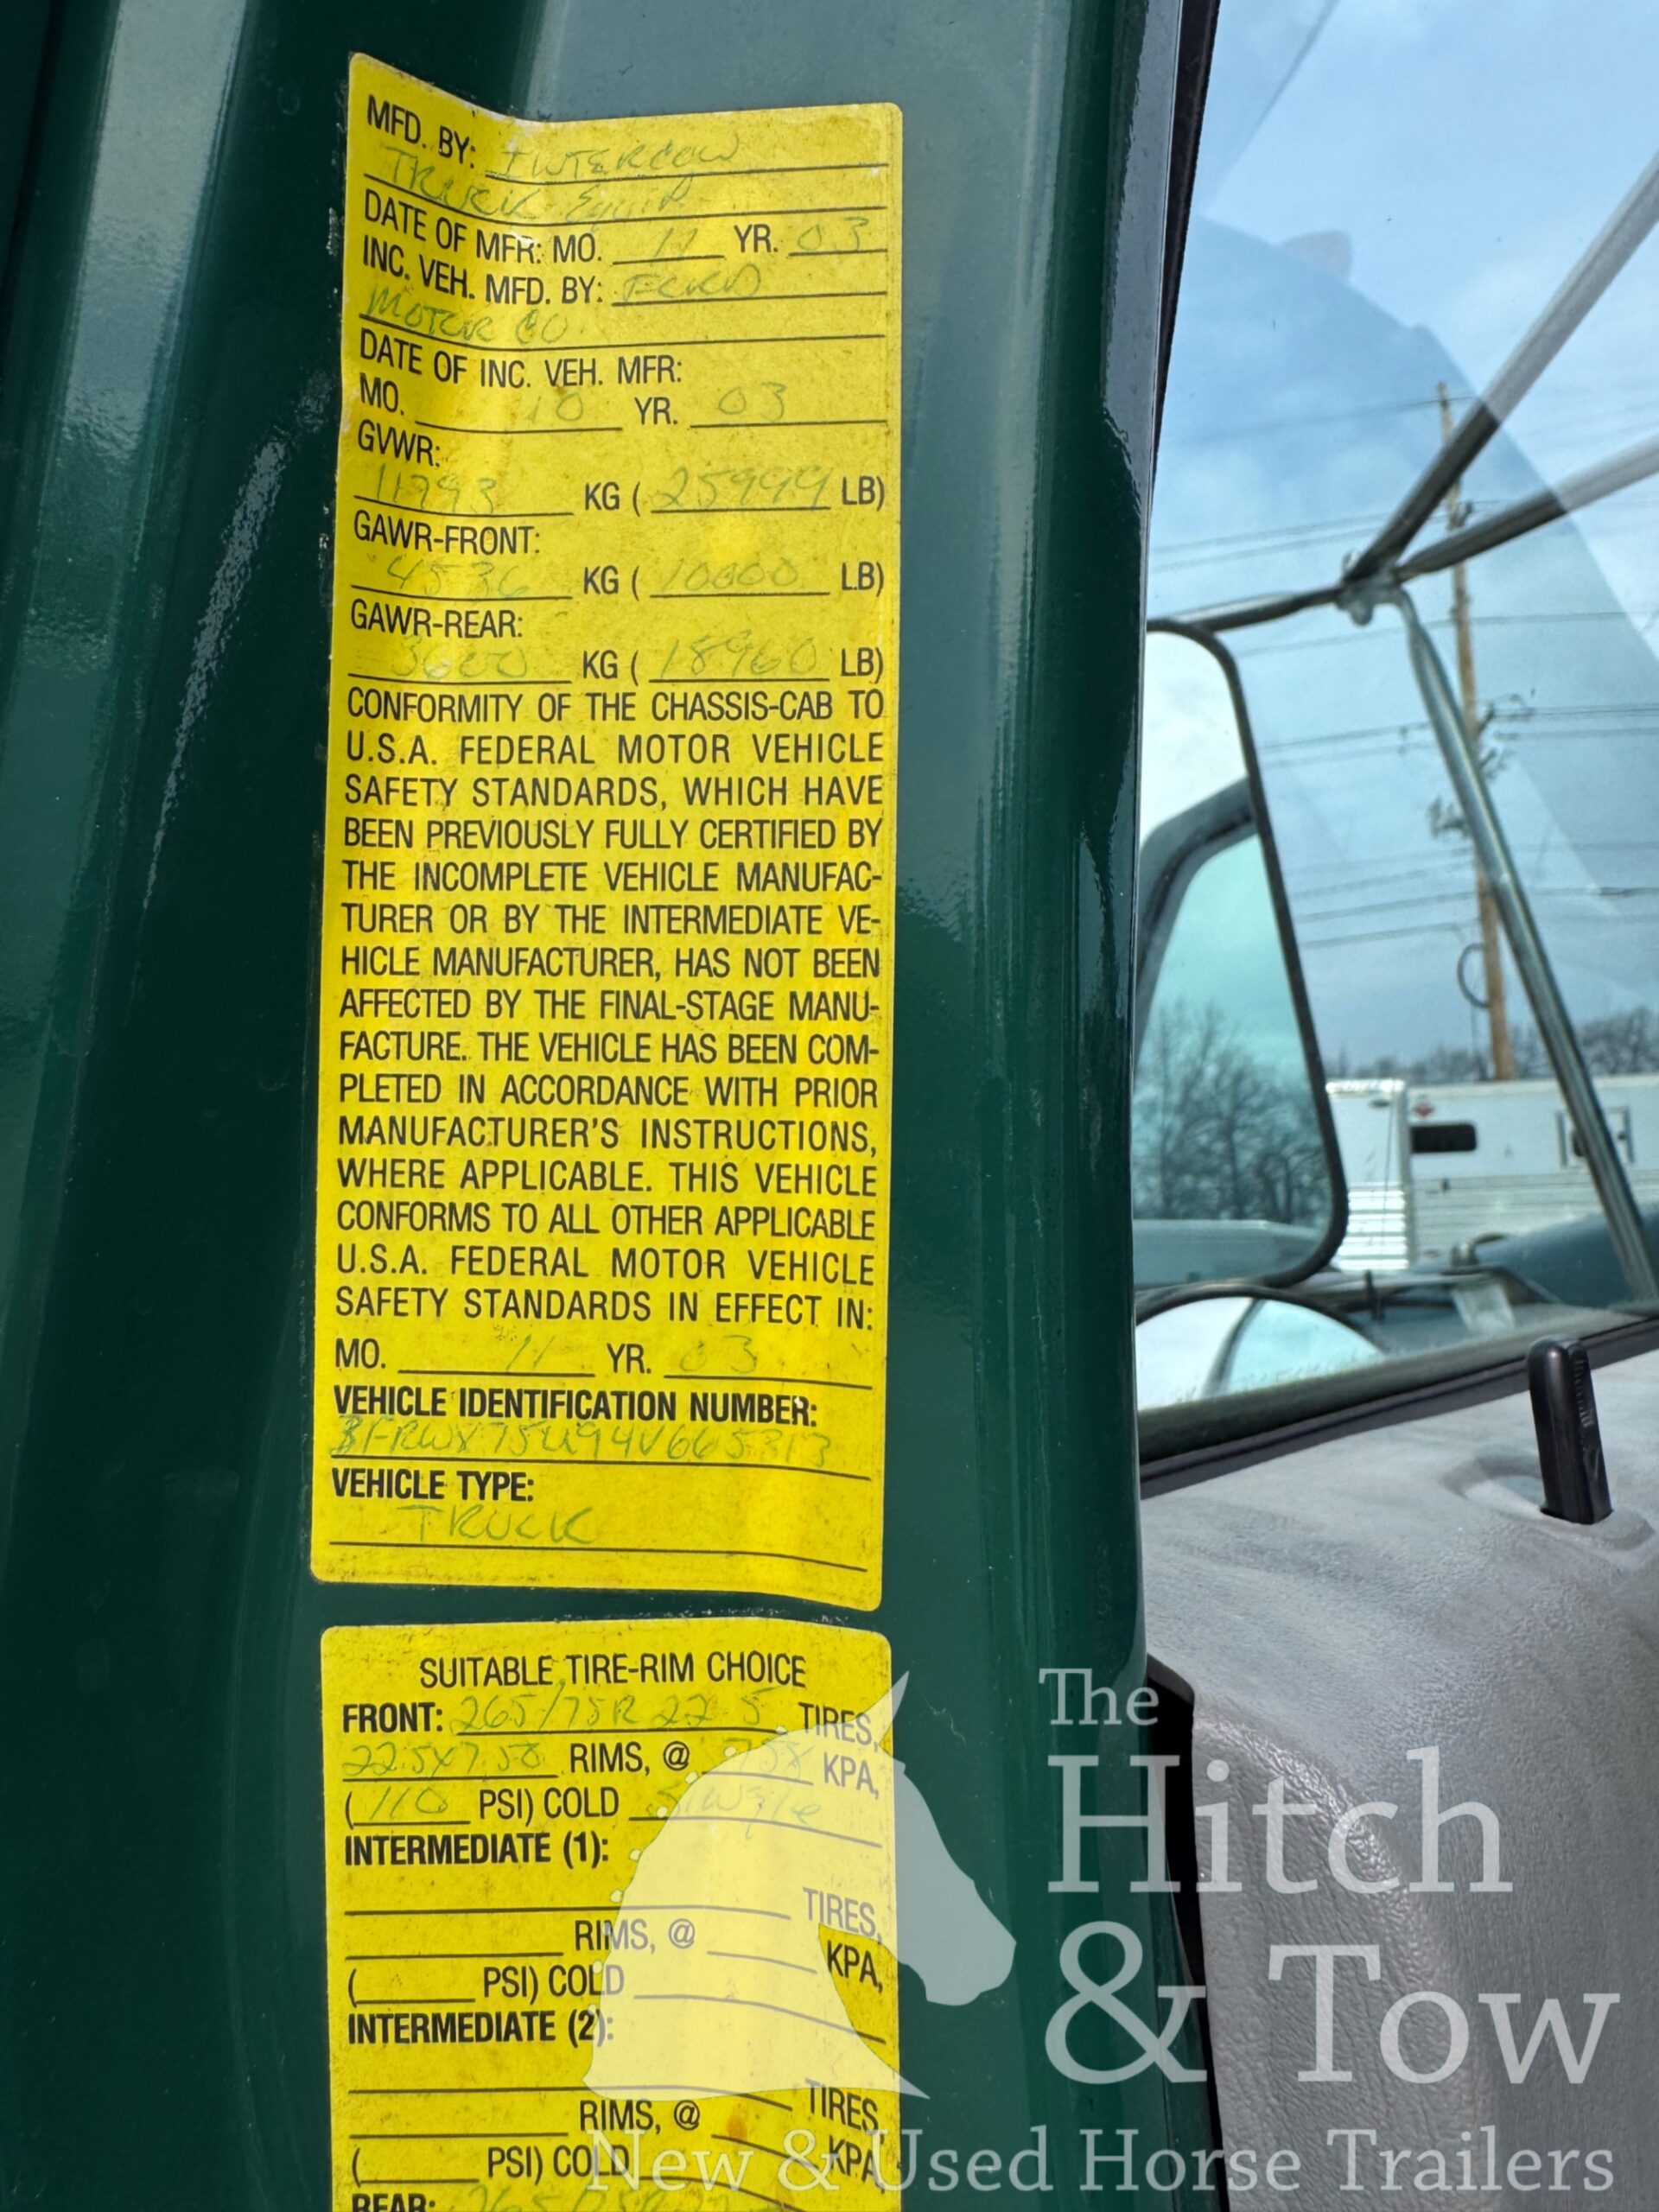 MFD. BY: INTERCON
TRUCK Equip
DATE OF MFR: MO. 11 YR. 03
INC. VEH. MFD. BY: FORD
MOTOR CO.
DATE OF INC. VEH. MFR:
MO. 10 YR. 03
GVWR:
11793 KG ( 25999 LB)
GAWR-FRONT:
4536 KG ( 10000 LB)
GAWR-REAR:
3600 KG ( 18960 LB)
CONFORMITY OF THE CHASSIS-CAB TO
U.S.A. FEDERAL MOTOR VEHICLE
SAFETY STANDARDS, WHICH HAVE
BEEN PREVIOUSLY FULLY CERTIFIED BY
THE INCOMPLETE VEHICLE MANUFAC-
TURER OR BY THE INTERMEDIATE VE-
HICLE MANUFACTURER, HAS NOT BEEN
AFFECTED BY THE FINAL-STAGE MANU-
FACTURE. THE VEHICLE HAS BEEN COM-
PLETED IN ACCORDANCE WITH PRIOR
MANUFACTURER'S INSTRUCTIONS,
WHERE APPLICABLE. THIS VEHICLE
CONFORMS TO ALL OTHER APPLICABLE
U.S.A. FEDERAL MOTOR VEHICLE
SAFETY STANDARDS IN EFFECT IN:
MO. 11 YR. 03
VEHICLE IDENTIFICATION NUMBER:
VEHICLE TYPE:
TRUCK
SUITABLE TIRE-RIM CHOICE
FRONT: 265/75R 22 5 TIRES,
22.5x7.50 RIMS, @ 758 KPA,
( 110 PSI) COLD Single
INTERMEDIATE (1):
TIRES,
RIMS, @ KPA,
( PSI) COLD
INTERMEDIATE (2):
TIRES,
RIMS, @ KPA
( PSI) COLD
REAR:
The
Hitch
& Tow
New & Used Horse Trailers